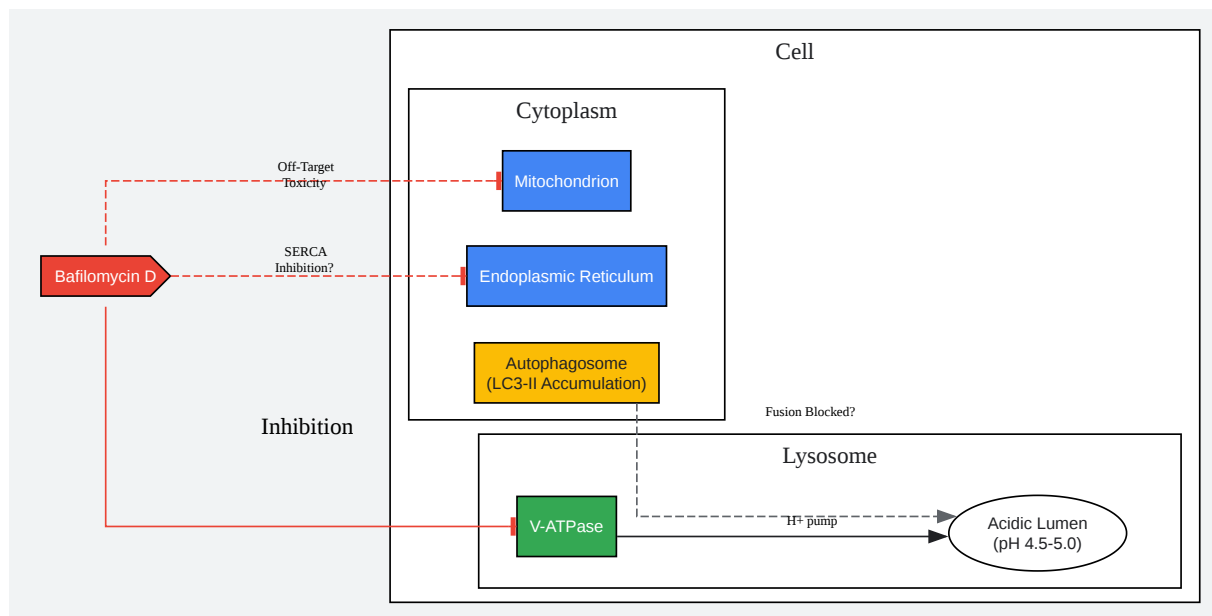 Cell
Cytoplasm
Off-Target
Toxicity
Mitochondrion
Bafilomycin D
SERCA
Inhibition?
Endoplasmic Reticulum
Autophagosome
(LC3-II Accumulation)
Fusion Blocked?
Inhibition
Lysosome
V-ATPase
H+ pump
Acidic Lumen
(pH 4.5-5.0)